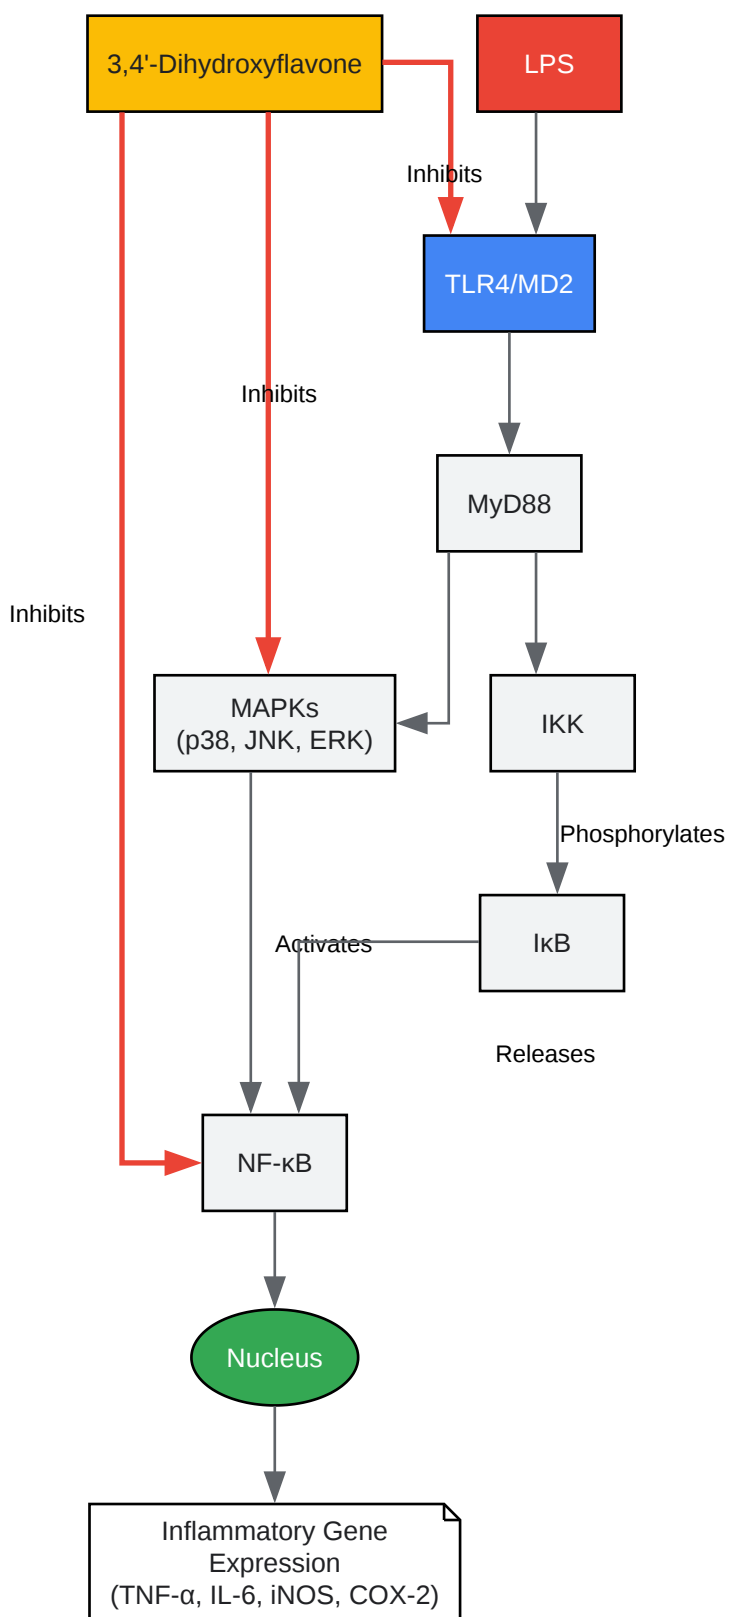 3,4'-Dihydroxyflavone
LPS
Inhibits
TLR4/MD2
Inhibits
MyD88
Inhibits
MAPKs
(p38, JNK, ERK)
IKK
Phosphorylates
IκB
Activates
Releases
NF-κB
Nucleus
Inflammatory Gene
Expression
(TNF-α, IL-6, iNOS, COX-2)